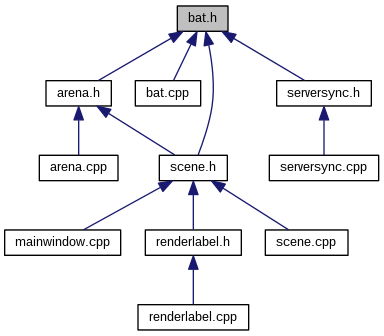 bat.h
arena.h
bat.cpp
serversync.h
arena.cpp
scene.h
serversync.cpp
mainwindow.cpp
renderlabel.h
scene.cpp
renderlabel.cpp